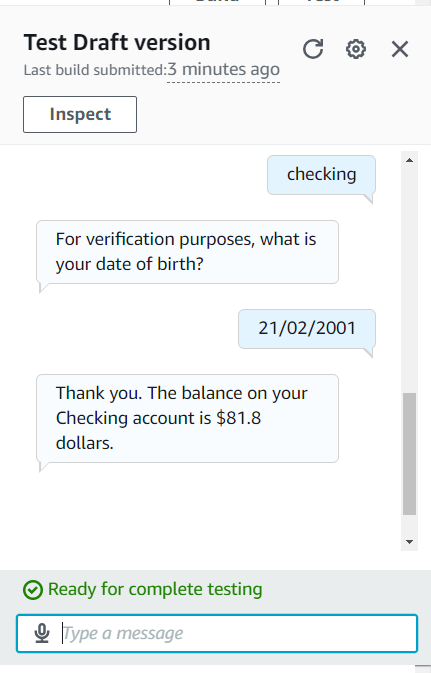 Test Draft version
Last build submitted:3 minutes ago
Inspect
checking
For verification purposes, what is
your date of birth?
21/02/2001
Thank you. The balance on your
Checking account is $81.8
dollars.
Ready for complete testing
Type a message